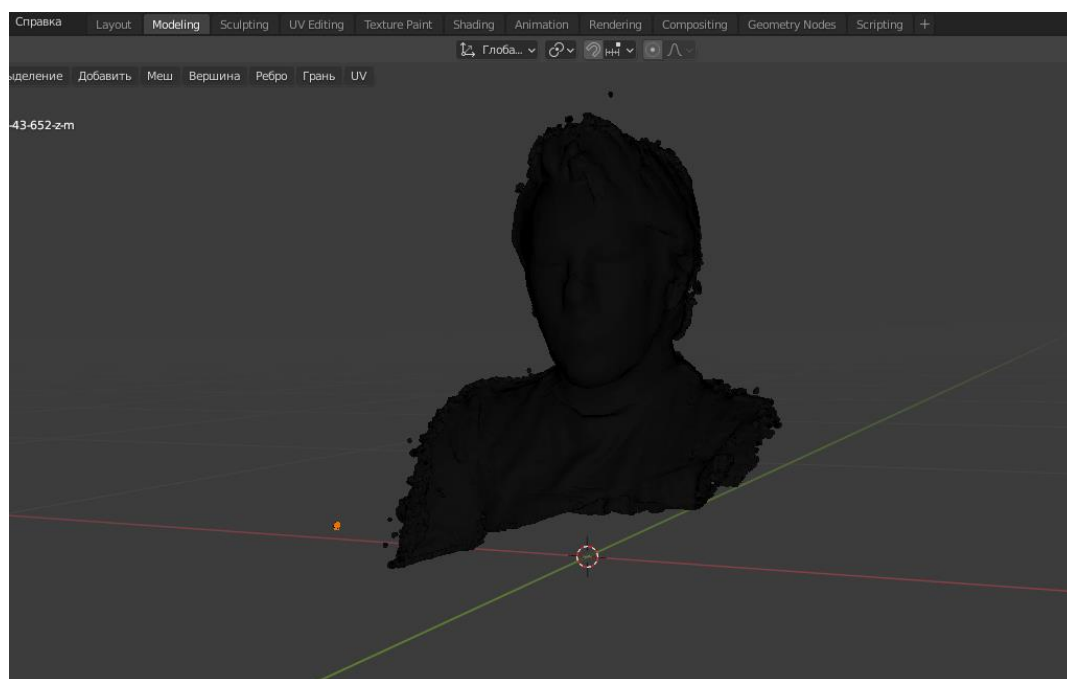 Справка Layout Modeling Sculpting UV Editing Texture Paint Shading Animation Rendering Compositing Geometry Nodes Scripting +
Глоба...
ыделение Добавить Меш Вершина Ребро Грань UV
-43-652-z-m